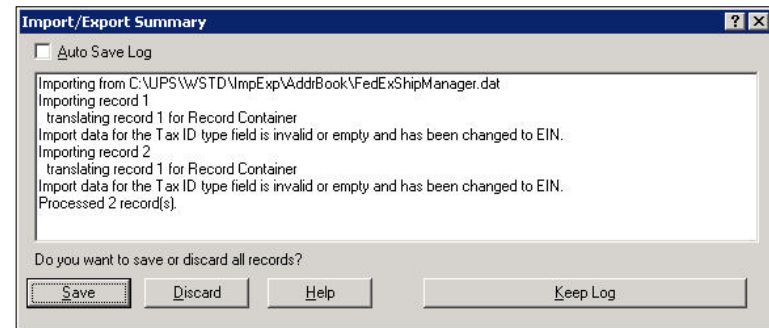 Import/Export Summary
Auto Save Log
Importing from C:\UPS\WSTD\ImpExp\AddrBook\FedExShipManager.dat
Importing record 1
translating record 1 for Record Container
Import data for the Tax ID type field is invalid or empty and has been changed to EIN.
Importing record 2
translating record 1 for Record Container
Import data for the Tax ID type field is invalid or empty and has been changed to EIN.
Processed 2 record(s).
Do you want to save or discard all records?
Save Discard Help Keep Log